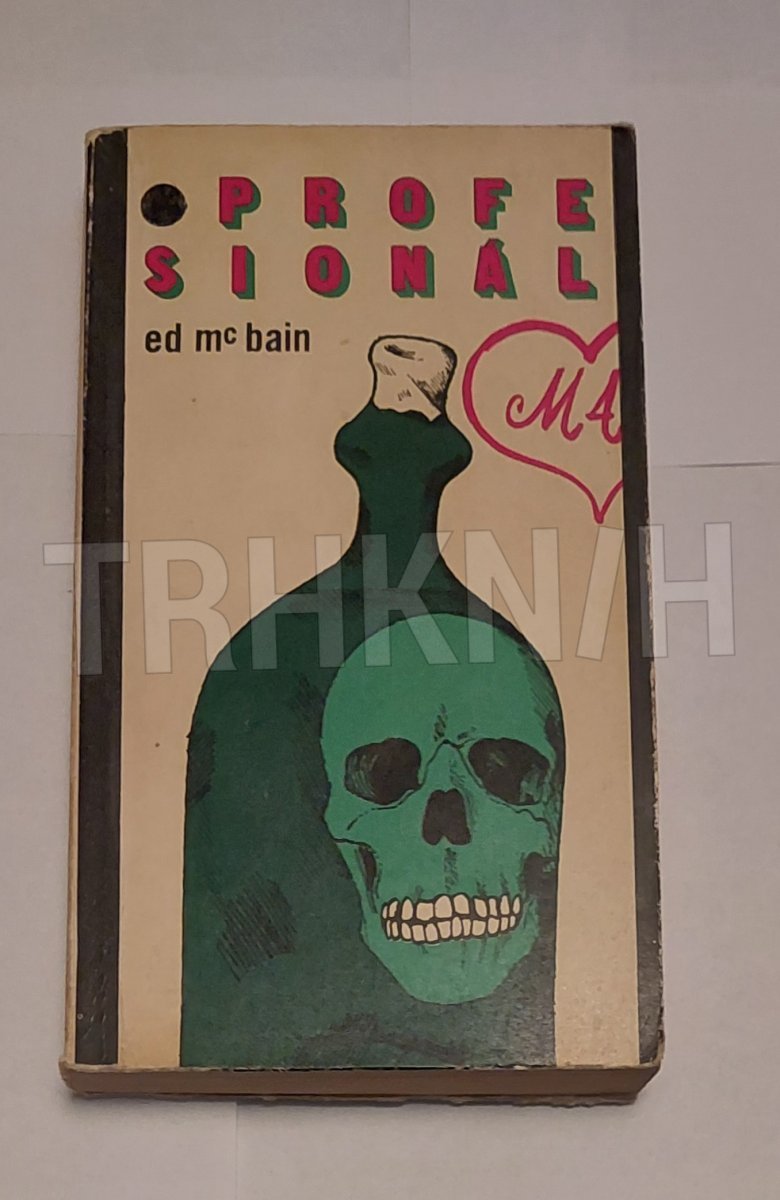 PROFE
SIONÁL
ed mc bain
MA
TRHKNIH